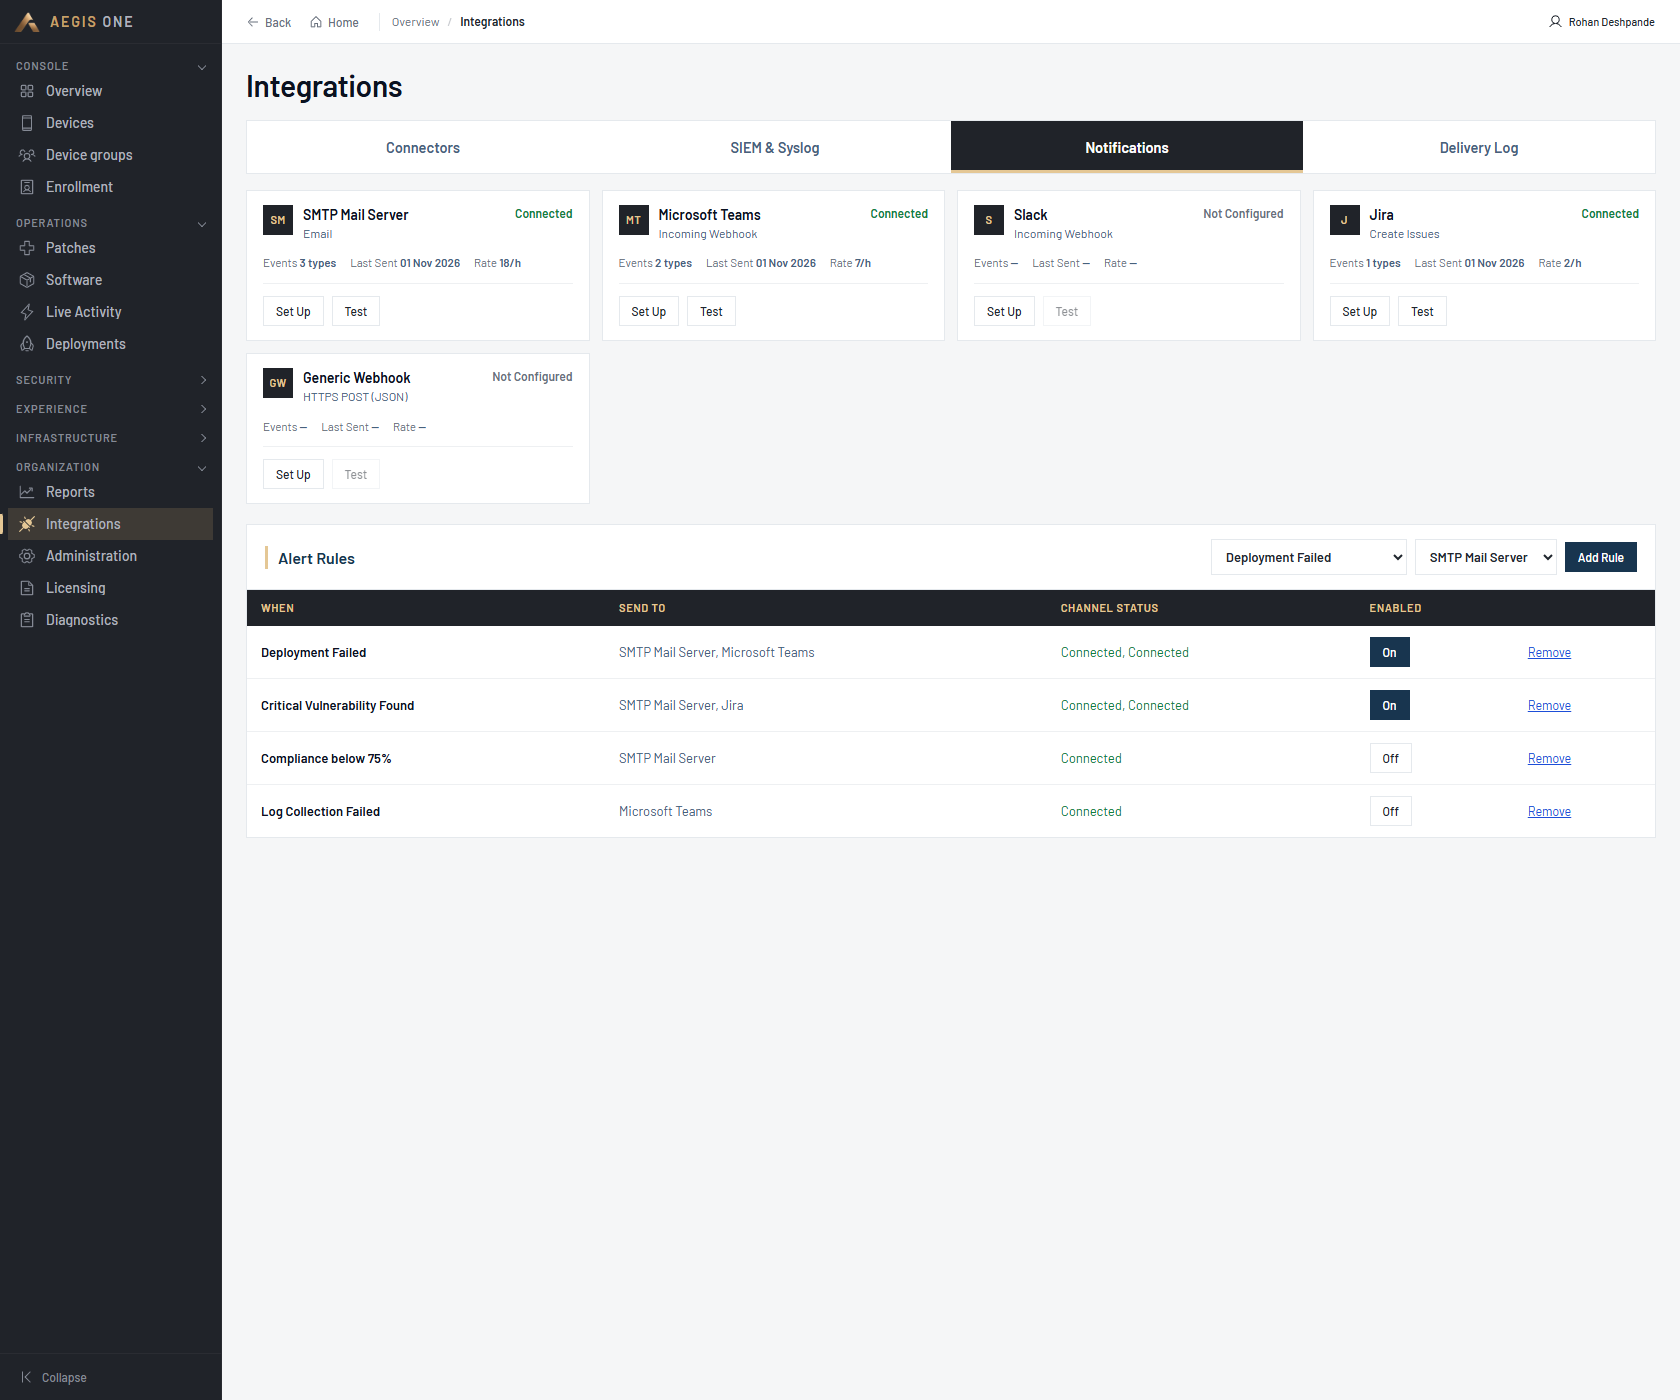 AEGIS ONE
CONSOLE
Overview
Devices
Device groups
Enrollment
OPERATIONS
Patches
Software
Live Activity
Deployments
SECURITY
EXPERIENCE
INFRASTRUCTURE
ORGANIZATION
Reports
Integrations
Administration
Licensing
Diagnostics
Collapse
Back Home Overview / Integrations
Rohan Deshpande
Integrations
Connectors SIEM & Syslog Notifications Delivery Log
SM SMTP Mail Server Connected
Email
Events 3 types Last Sent 01 Nov 2026 Rate 18/h
Set Up Test
MT Microsoft Teams Connected
Incoming Webhook
Events 2 types Last Sent 01 Nov 2026 Rate 7/h
Set Up Test
S Slack Not Configured
Incoming Webhook
Events — Last Sent — Rate —
Set Up Test
J Jira Connected
Create Issues
Events 1 types Last Sent 01 Nov 2026 Rate 2/h
Set Up Test
GW Generic Webhook Not Configured
HTTPS POST (JSON)
Events — Last Sent — Rate —
Set Up Test
Alert Rules Deployment Failed SMTP Mail Server Add Rule
WHEN SEND TO CHANNEL STATUS ENABLED
Deployment Failed SMTP Mail Server, Microsoft Teams Connected, Connected On Remove
Critical Vulnerability Found SMTP Mail Server, Jira Connected, Connected On Remove
Compliance below 75% SMTP Mail Server Connected Off Remove
Log Collection Failed Microsoft Teams Connected Off Remove